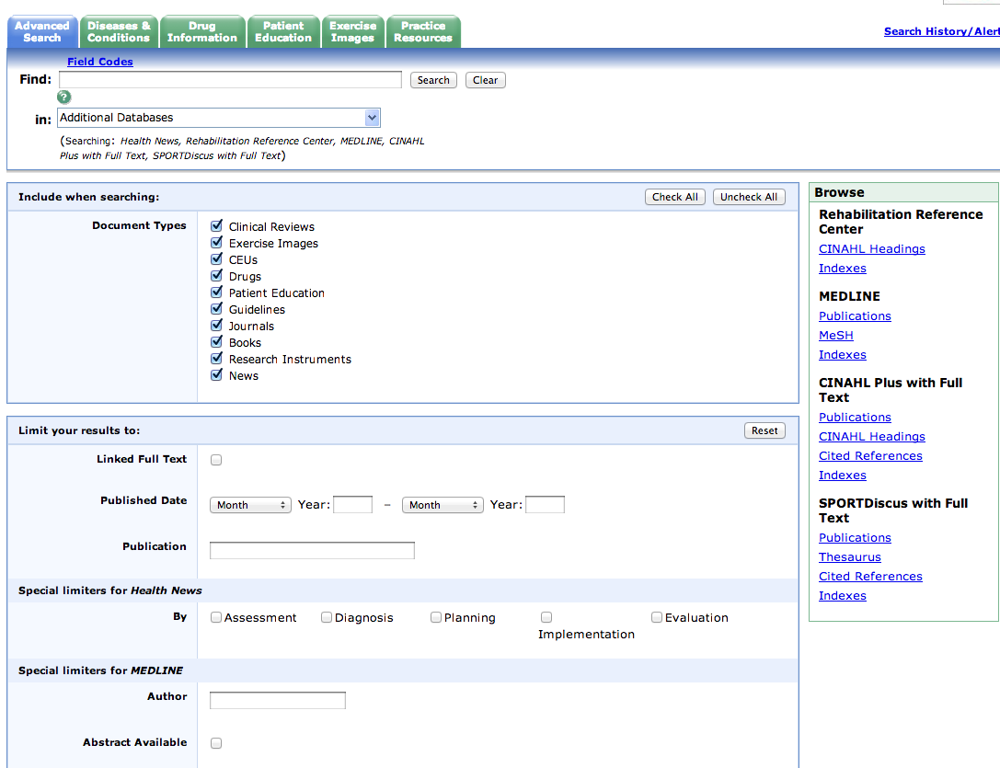 Advanced Search
Diseases & Conditions
Drug Information
Patient Education
Exercise Images
Practice Resources
Search History/Alert
Field Codes
Find:
Search
Clear
?
in:
Additional Databases
(Searching: Health News, Rehabilitation Reference Center, MEDLINE, CINAHL
Plus with Full Text, SPORTDiscus with Full Text)
Include when searching:
Check All
Uncheck All
Document Types
Clinical Reviews
Exercise Images
CEUs
Drugs
Patient Education
Guidelines
Journals
Books
Research Instruments
News
Limit your results to:
Reset
Linked Full Text
Published Date
Month
Year:
–
Month
Year:
Publication
Special limiters for Health News
By
Assessment
Diagnosis
Planning
Implementation
Evaluation
Special limiters for MEDLINE
Author
Abstract Available
Browse
Rehabilitation Reference
Center
CINAHL Headings
Indexes
MEDLINE
Publications
MeSH
Indexes
CINAHL Plus with Full
Text
Publications
CINAHL Headings
Cited References
Indexes
SPORTDiscus with Full
Text
Publications
Thesaurus
Cited References
Indexes